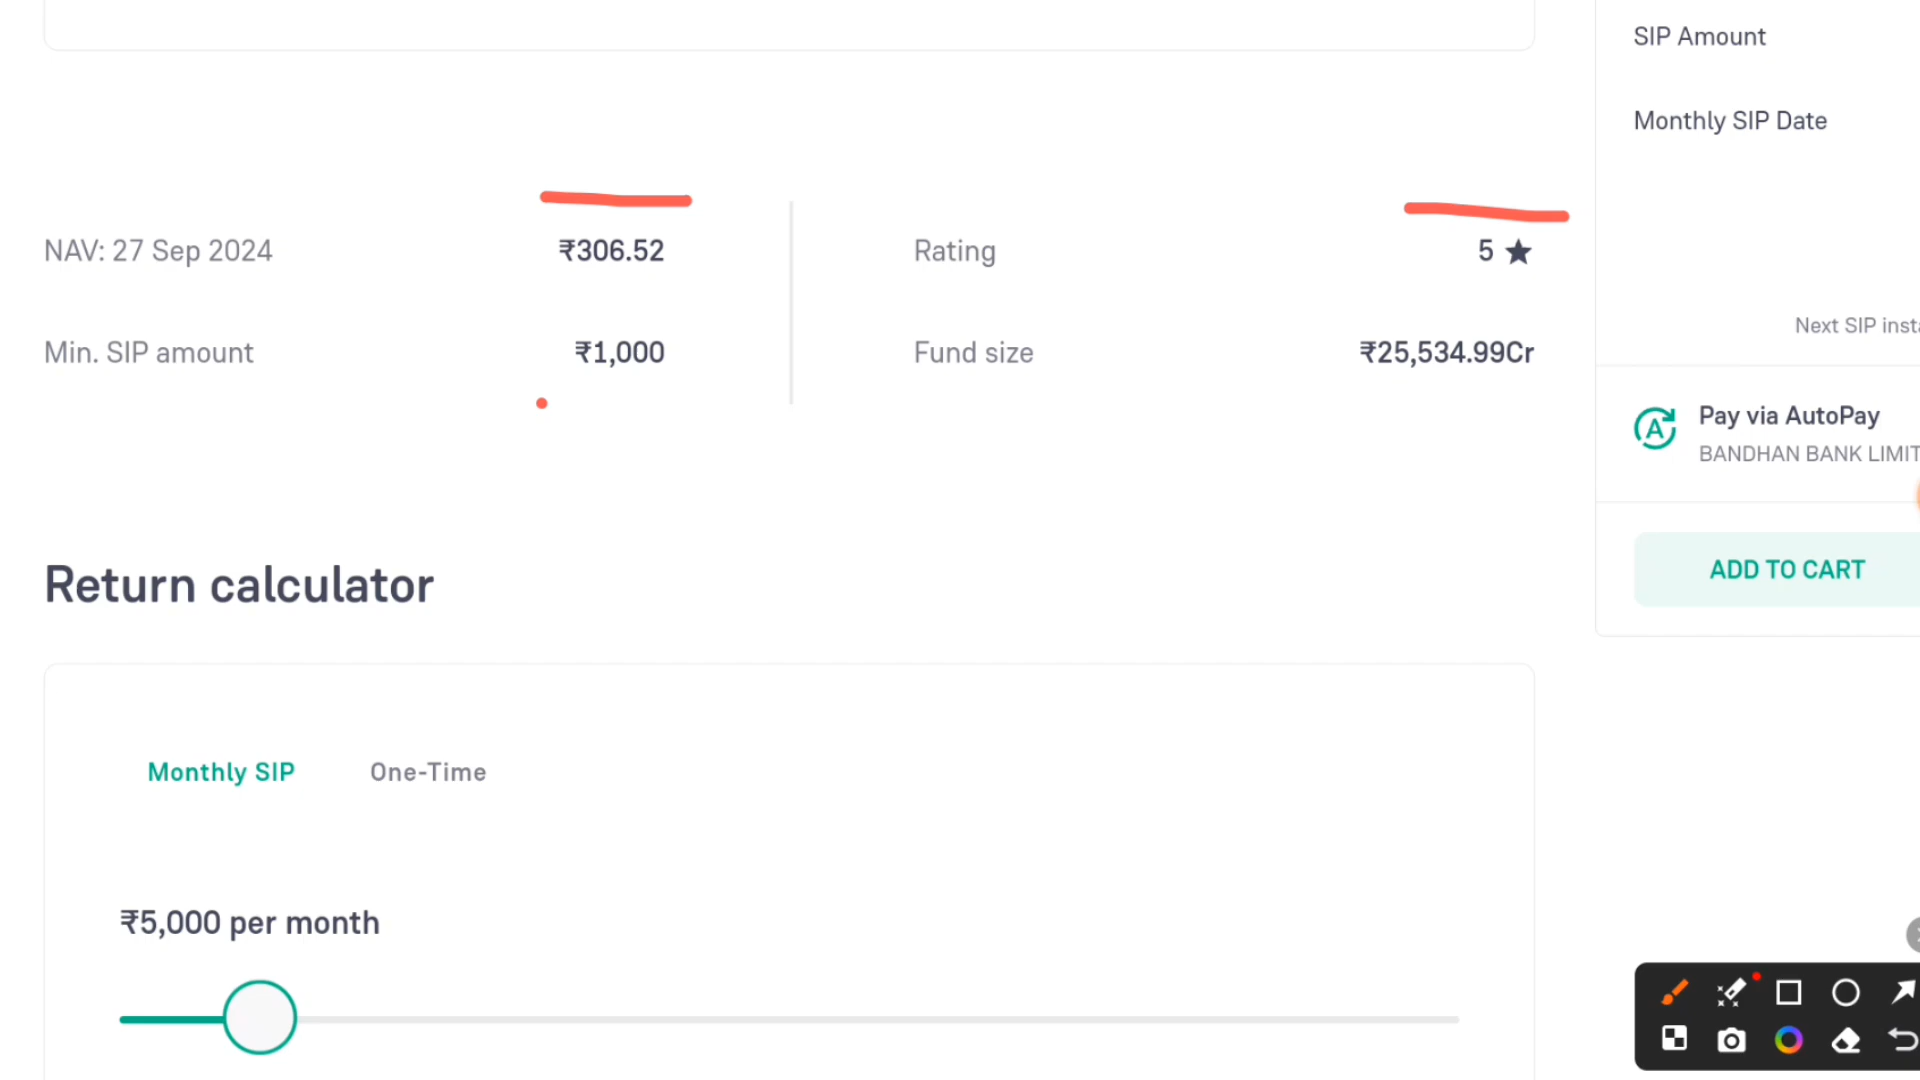 SIP Amount
Monthly SIP Date
NAV: 27 Sep 2024 ₹306.52 Rating 5 ★
Min. SIP amount ₹1,000 Fund size ₹25,534.99Cr
Next SIP
Pay via AutoPay
BANDHAN BANK
ADD TO CART
Return calculator
Monthly SIP One-Time
₹5,000 per month